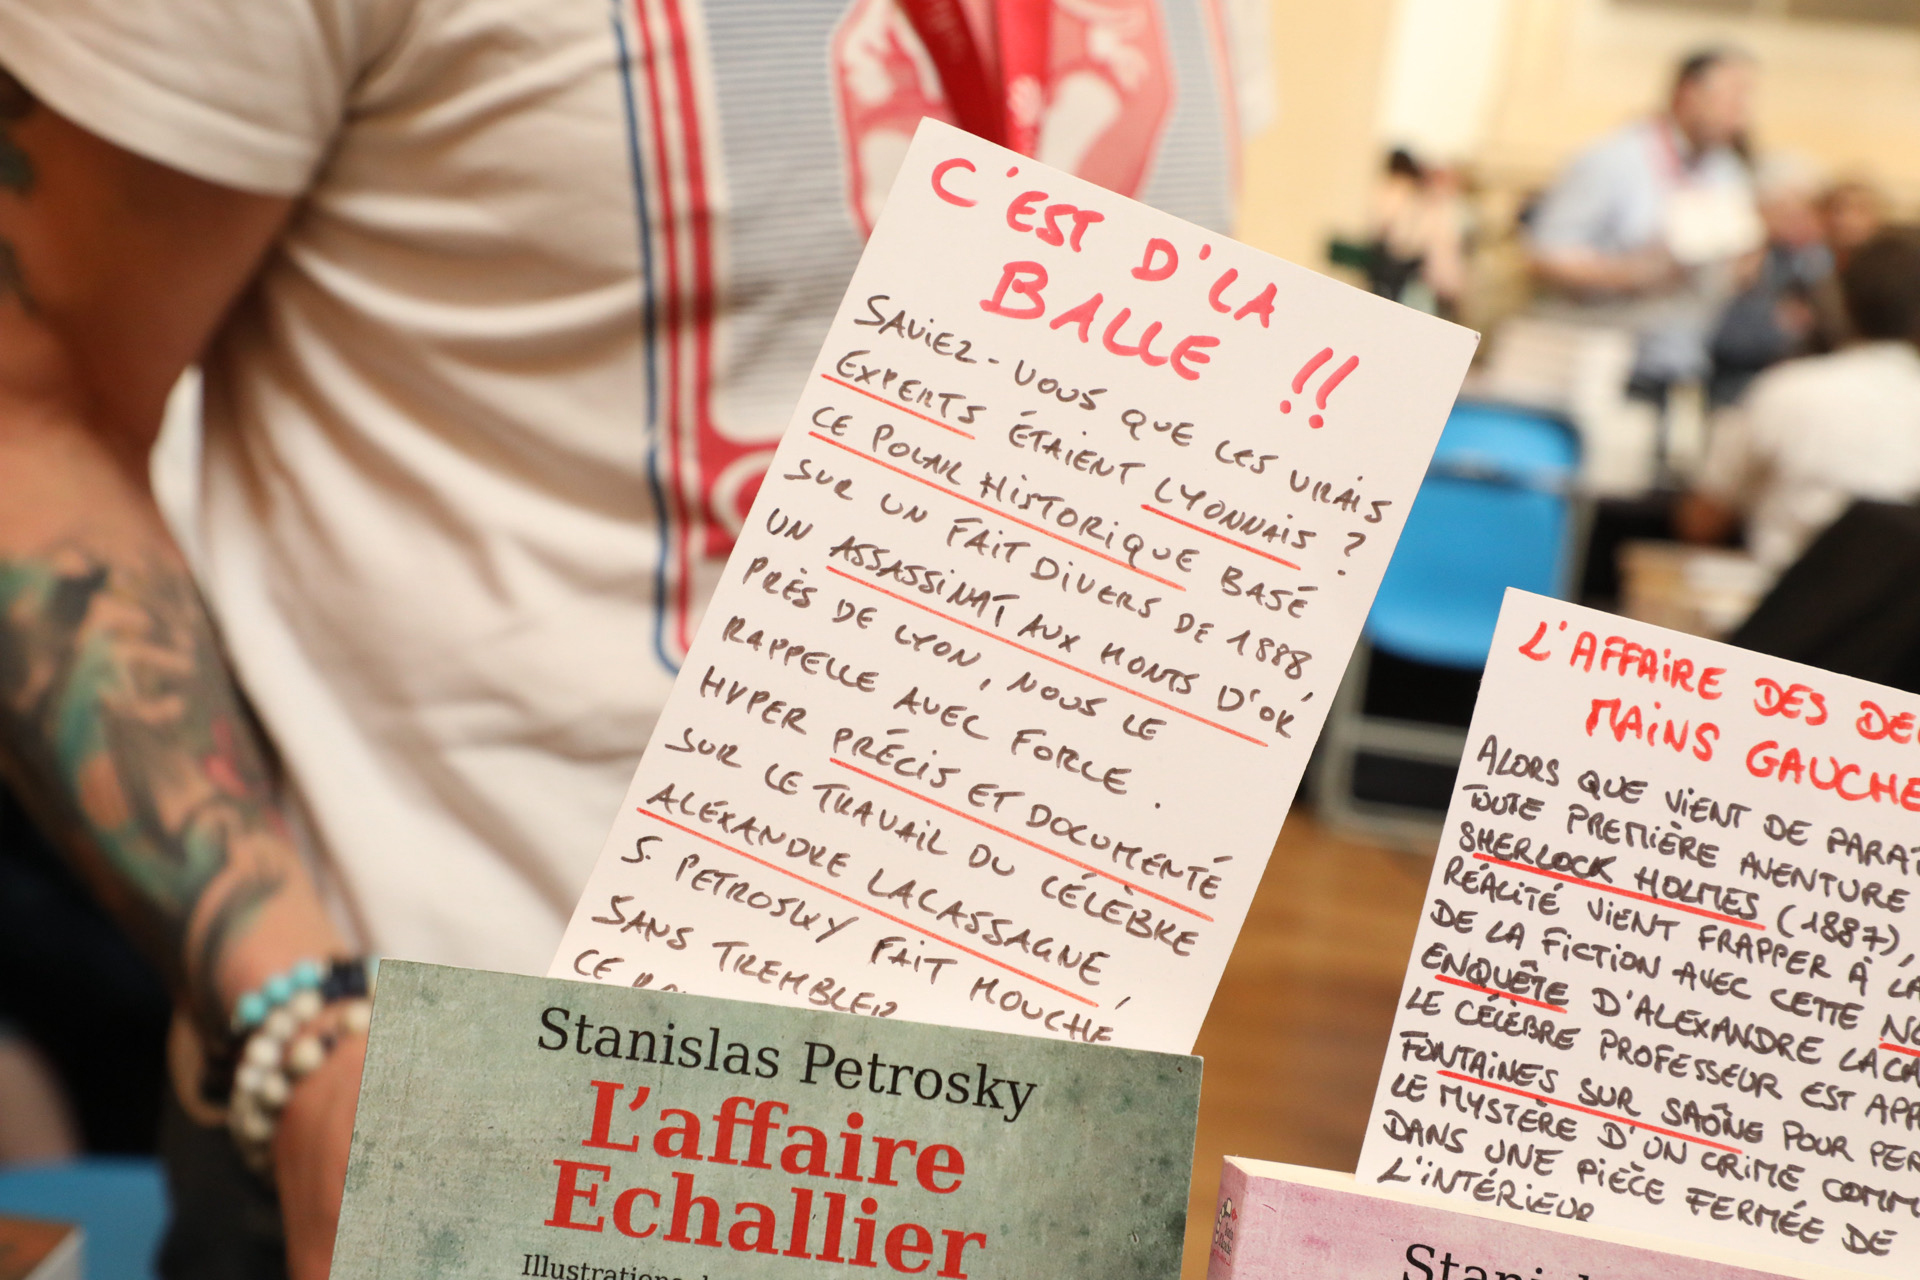 C'EST D'LA
BALLE !!
SAVIEZ-VOUS QUE LES VRAIS
EXPERTS ÉTAIENT LYONNAIS ?
CE POLAR HISTORIQUE BASÉ
SUR UN FAIT DIVERS DE 1888,
UN ASSASSINAT AUX MONTS D'OR
PRÈS DE LYON, NOUS LE
RAPPELLE AVEC FORCE.
HYPER PRÉCIS ET DOCUMENTÉ
SUR LE TRAVAIL DU CÉLÈBRE
ALEXANDRE LACASSAGNE,
S. PETROSKY FAIT MOUCHE
SANS TREMBLER
CE
Stanislas Petrosky
L'affaire
Echallier
L'AFFAIRE DES
MAINS GAUCHE
ALORS QUE VIENT DE
TOUTE PREMIÈRE AVENTURE
SHERLOCK HOLMES (1887),
RÉALITÉ VIENT FRAPPER À
DE LA FICTION AVEC CETTE
ENQUÊTE D'ALEXANDRE
LE CÉLÈBRE PROFESSEUR EST
FONTAINES SUR SAÔNE POUR
LE MYSTÈRE D'UN CRIME
DANS UNE PIÈCE FERMÉE DE
L'INTÉRIEUR